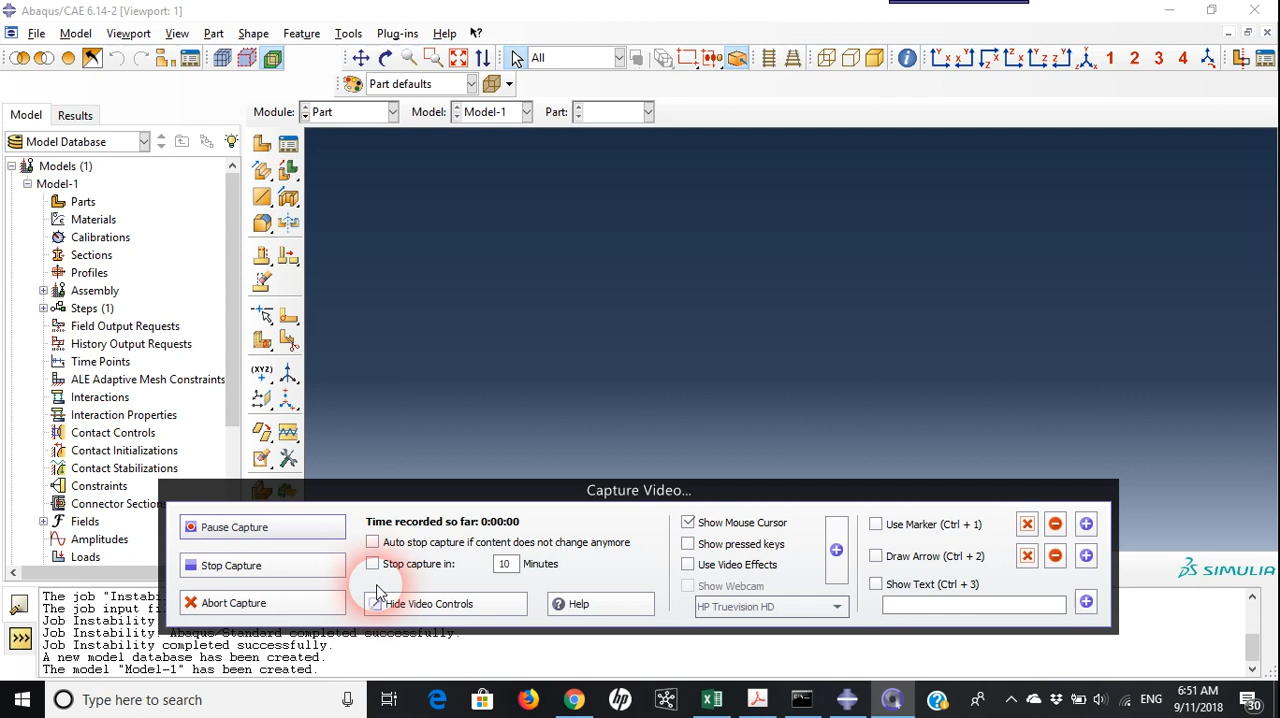 Abaqus/CAE 6.14-2 [Viewport: 1]
File Model Viewport View Part Shape Feature Tools Plug-ins Help
All
1 2 3 4
Part defaults
Model Results
Module: Part Model: Model-1 Part:
Model Database
Models (1)
Model-1
Parts
Materials
Calibrations
Sections
Profiles
Assembly
Steps (1)
Field Output Requests
History Output Requests
Time Points
ALE Adaptive Mesh Constraints
Interactions
Interaction Properties
Contact Controls
Contact Initializations
Contact Stabilizations
Constraints
Connector Sections
Fields
Amplitudes
Loads
(XYZ)
Capture Video...
Pause Capture
Stop Capture
Abort Capture
Time recorded so far: 0:00:00
Auto stop capture if content does not change anymore
Stop capture in: 10 Minutes
Hide Video Controls
Help
Show Mouse Cursor
Show pressed keys
Use Video Effects
Show Webcam
HP Truevision HD
Use Marker (Ctrl + 1)
Draw Arrow (Ctrl + 2)
Show Text (Ctrl + 3)
SIMULIA
The job "Insta
The job input
Job Instability
Job Instability: Abaqus/Standard completed successfully.
Job Instability completed successfully.
A new model database has been created.
The model "Model-1" has been created.
>>>
Type here to search
hp
ENG
6:51 AM
9/11/2018
30